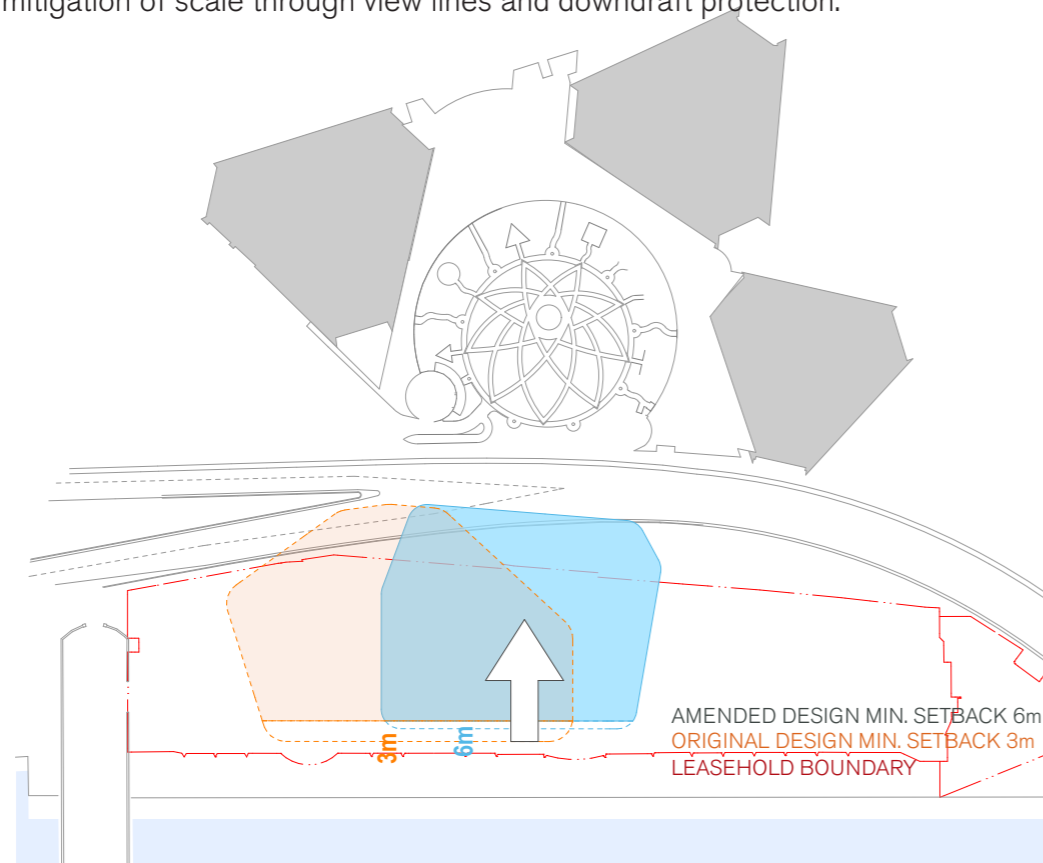 mitigation of scale through view lines and downdraft protection.
3m
6m
AMENDED DESIGN MIN. SETBACK 6m
ORIGINAL DESIGN MIN. SETBACK 3m
LEASEHOLD BOUNDARY